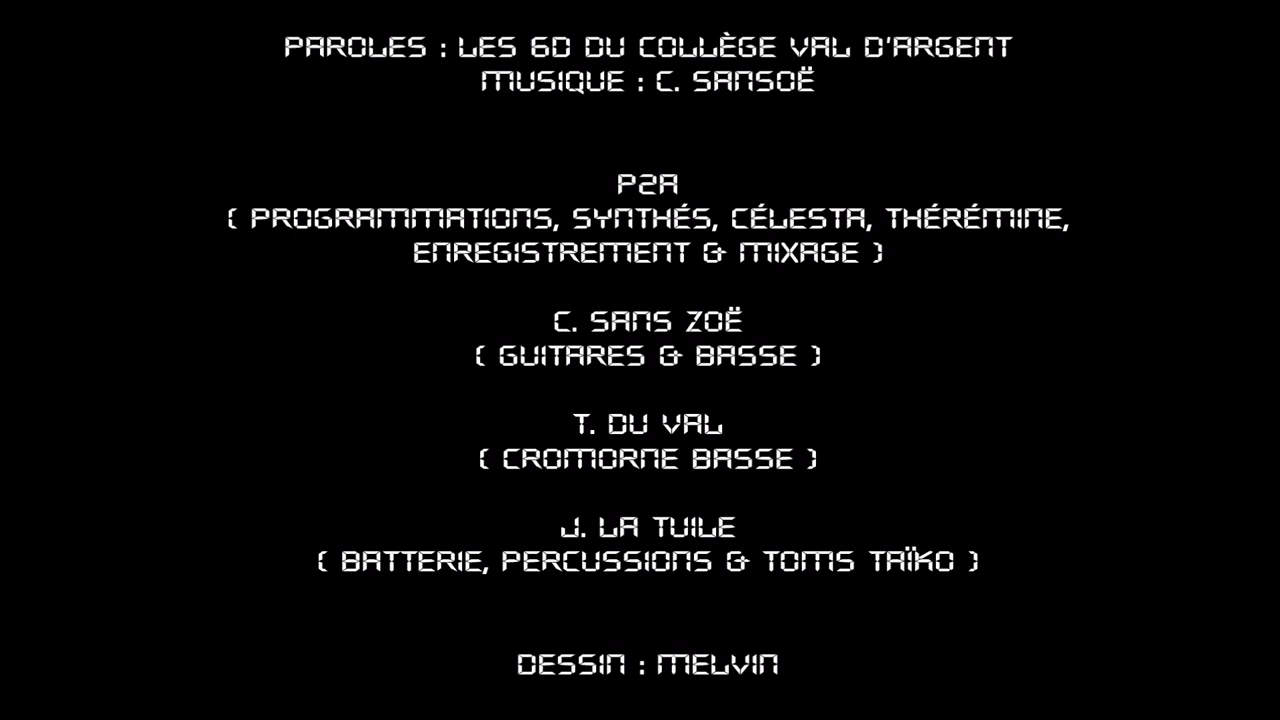 PAROLES : LES 6D DU COLLÈGE VAL D'ARGENT
MUSIQUE : C. SANSOË
P2A
( PROGRAMMATIONS, SYNTHÉS, CÉLESTA, THÉRÉMINE,
ENREGISTREMENT & MIXAGE )
C. SANS ZOË
( GUITARES & BASSE )
T. DU VAL
( CROMORNE BASSE )
J. LA TUILE
( BATTERIE, PERCUSSIONS & TOMS TAÏKO )
DESSIN : MELVIN